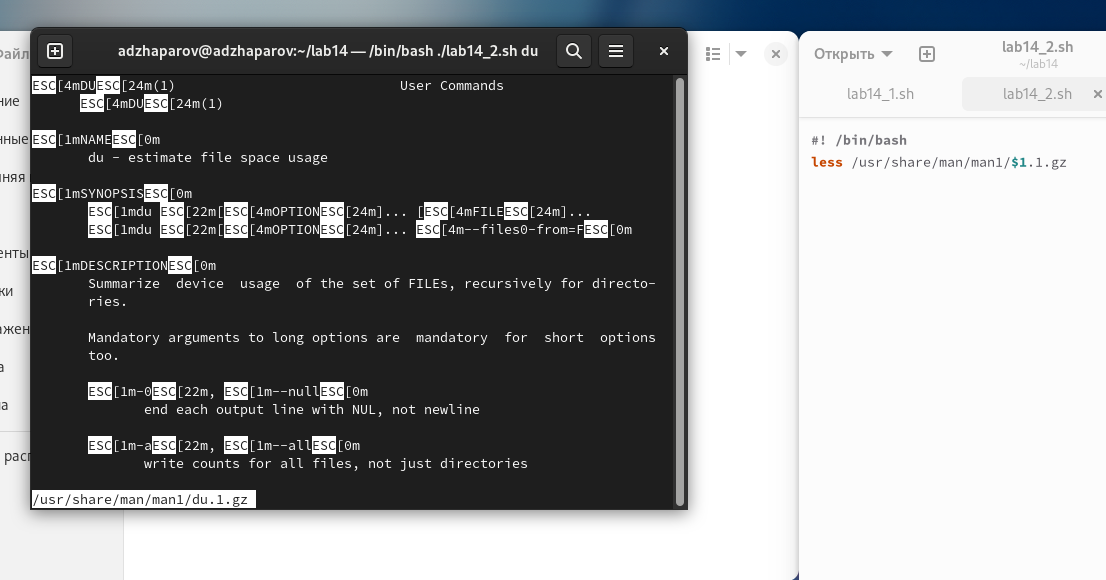 adzhaparov@adzhaparov:~/lab14 — /bin/bash ./lab14_2.sh du
ESC[4mDUESC[24m(1) User Commands
ESC[4mDUESC[24m(1)
ESC[1mNAMEESC[0m
du - estimate file space usage
ESC[1mSYNOPSISESC[0m
ESC[1mdu ESC[22m[ESC[4mOPTIONESC[24m]... [ESC[4mFILEESC[24m]...
ESC[1mdu ESC[22m[ESC[4mOPTIONESC[24m]... ESC[4m--files0-from=FESC[0m
ESC[1mDESCRIPTIONESC[0m
Summarize device usage of the set of FILEs, recursively for directo-
ries.
Mandatory arguments to long options are mandatory for short options
too.
ESC[1m-0ESC[22m, ESC[1m--nullESC[0m
end each output line with NUL, not newline
ESC[1m-aESC[22m, ESC[1m--allESC[0m
write counts for all files, not just directories
/usr/share/man/man1/du.1.gz
Открыть
lab14_2.sh
~/lab14
lab14_1.sh
lab14_2.sh
#! /bin/bash
less /usr/share/man/man1/$1.1.gz